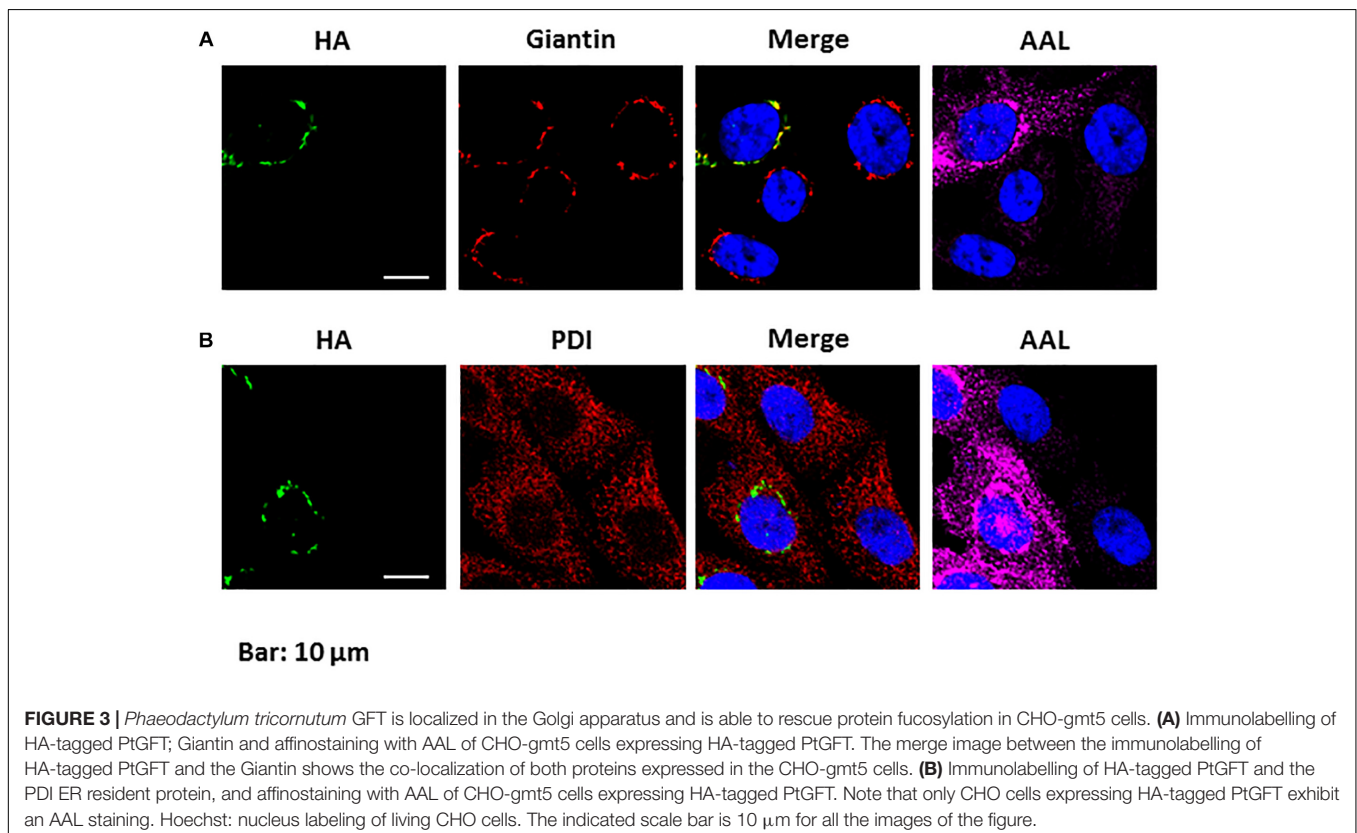 A HA Giantin Merge AAL
B HA PDI Merge AAL
Bar: 10 μm
FIGURE 3 | Phaeodactylum tricornutum GFT is localized in the Golgi apparatus and is able to rescue protein fucosylation in CHO-gmt5 cells. (A) Immunolabelling of
HA-tagged PtGFT; Giantin and affinostaining with AAL of CHO-gmt5 cells expressing HA-tagged PtGFT. The merge image between the immunolabelling of
HA-tagged PtGFT and the Giantin shows the co-localization of both proteins expressed in the CHO-gmt5 cells. (B) Immunolabelling of HA-tagged PtGFT and the
PDI ER resident protein, and affinostaining with AAL of CHO-gmt5 cells expressing HA-tagged PtGFT. Note that only CHO cells expressing HA-tagged PtGFT exhibit
an AAL staining. Hoechst: nucleus labeling of living CHO cells. The indicated scale bar is 10 μm for all the images of the figure.